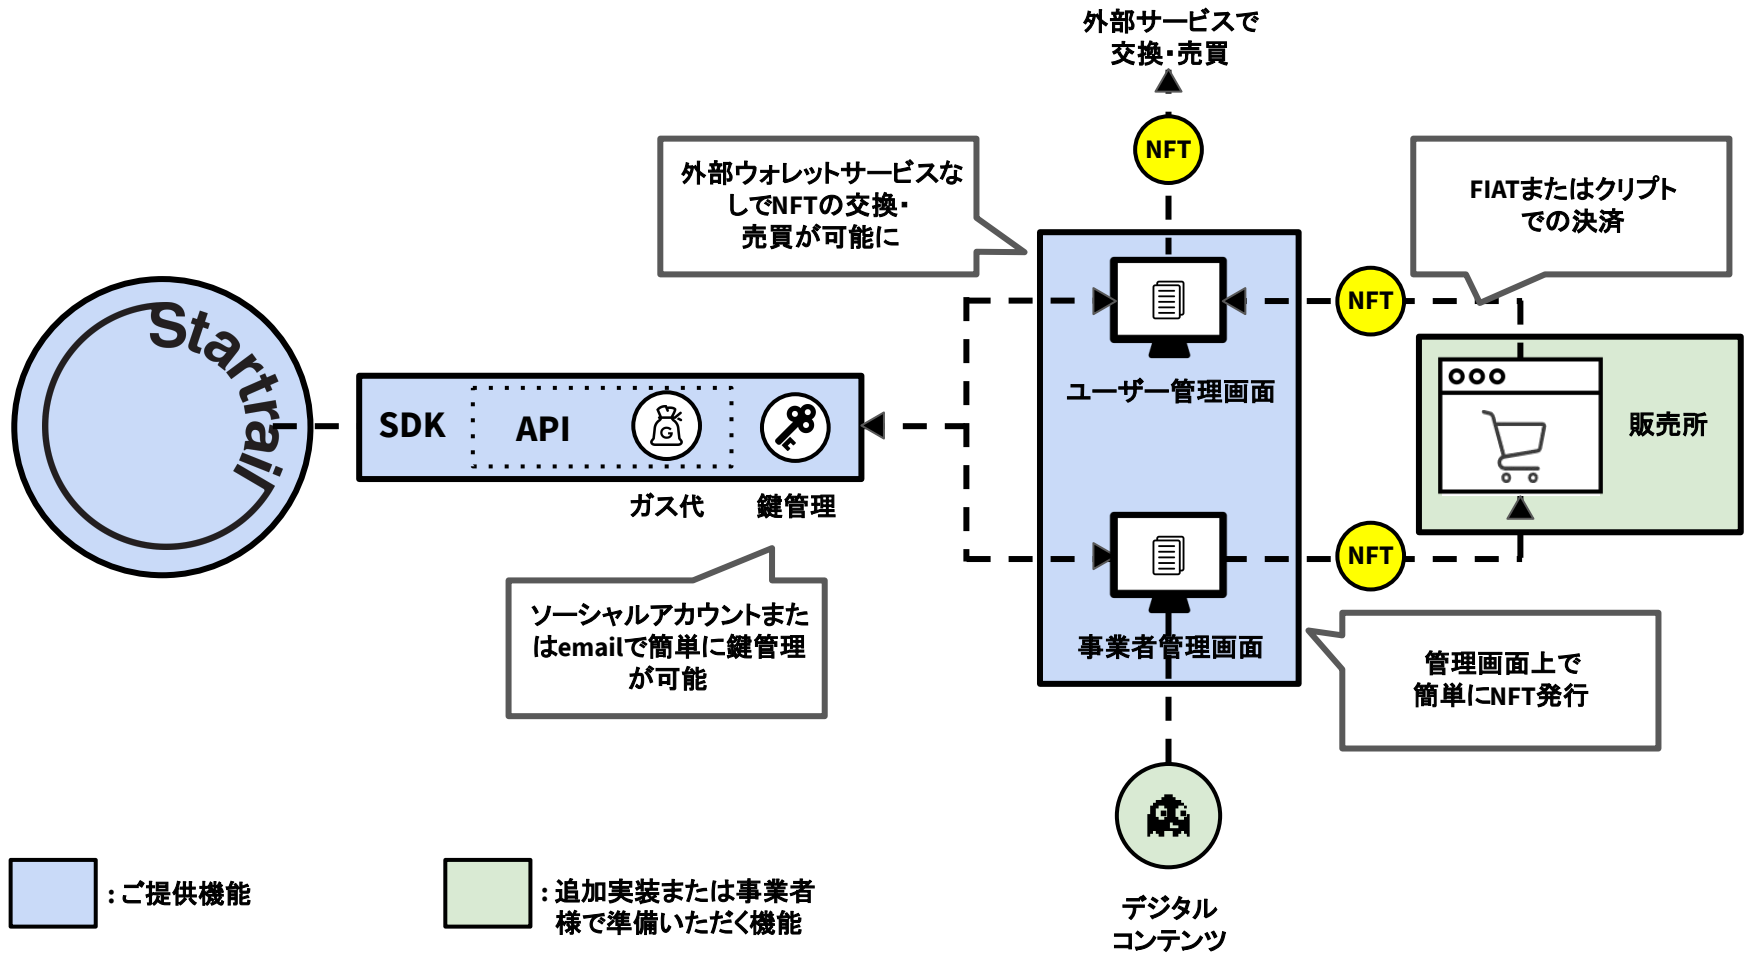 外部サービスで
交換・売買
NFT
外部ウォレットサービスな
しでNFTの交換・
売買が可能に
FIATまたはクリプト
での決済
NFT
Startrail
SDK
API
G
ガス代
鍵管理
ユーザー管理画面
販売所
NFT
ソーシャルアカウントまた
はemailで簡単に鍵管理
が可能
事業者管理画面
管理画面上で
簡単にNFT発行
デジタル
コンテンツ
：ご提供機能
：追加実装または事業者
様で準備いただく機能